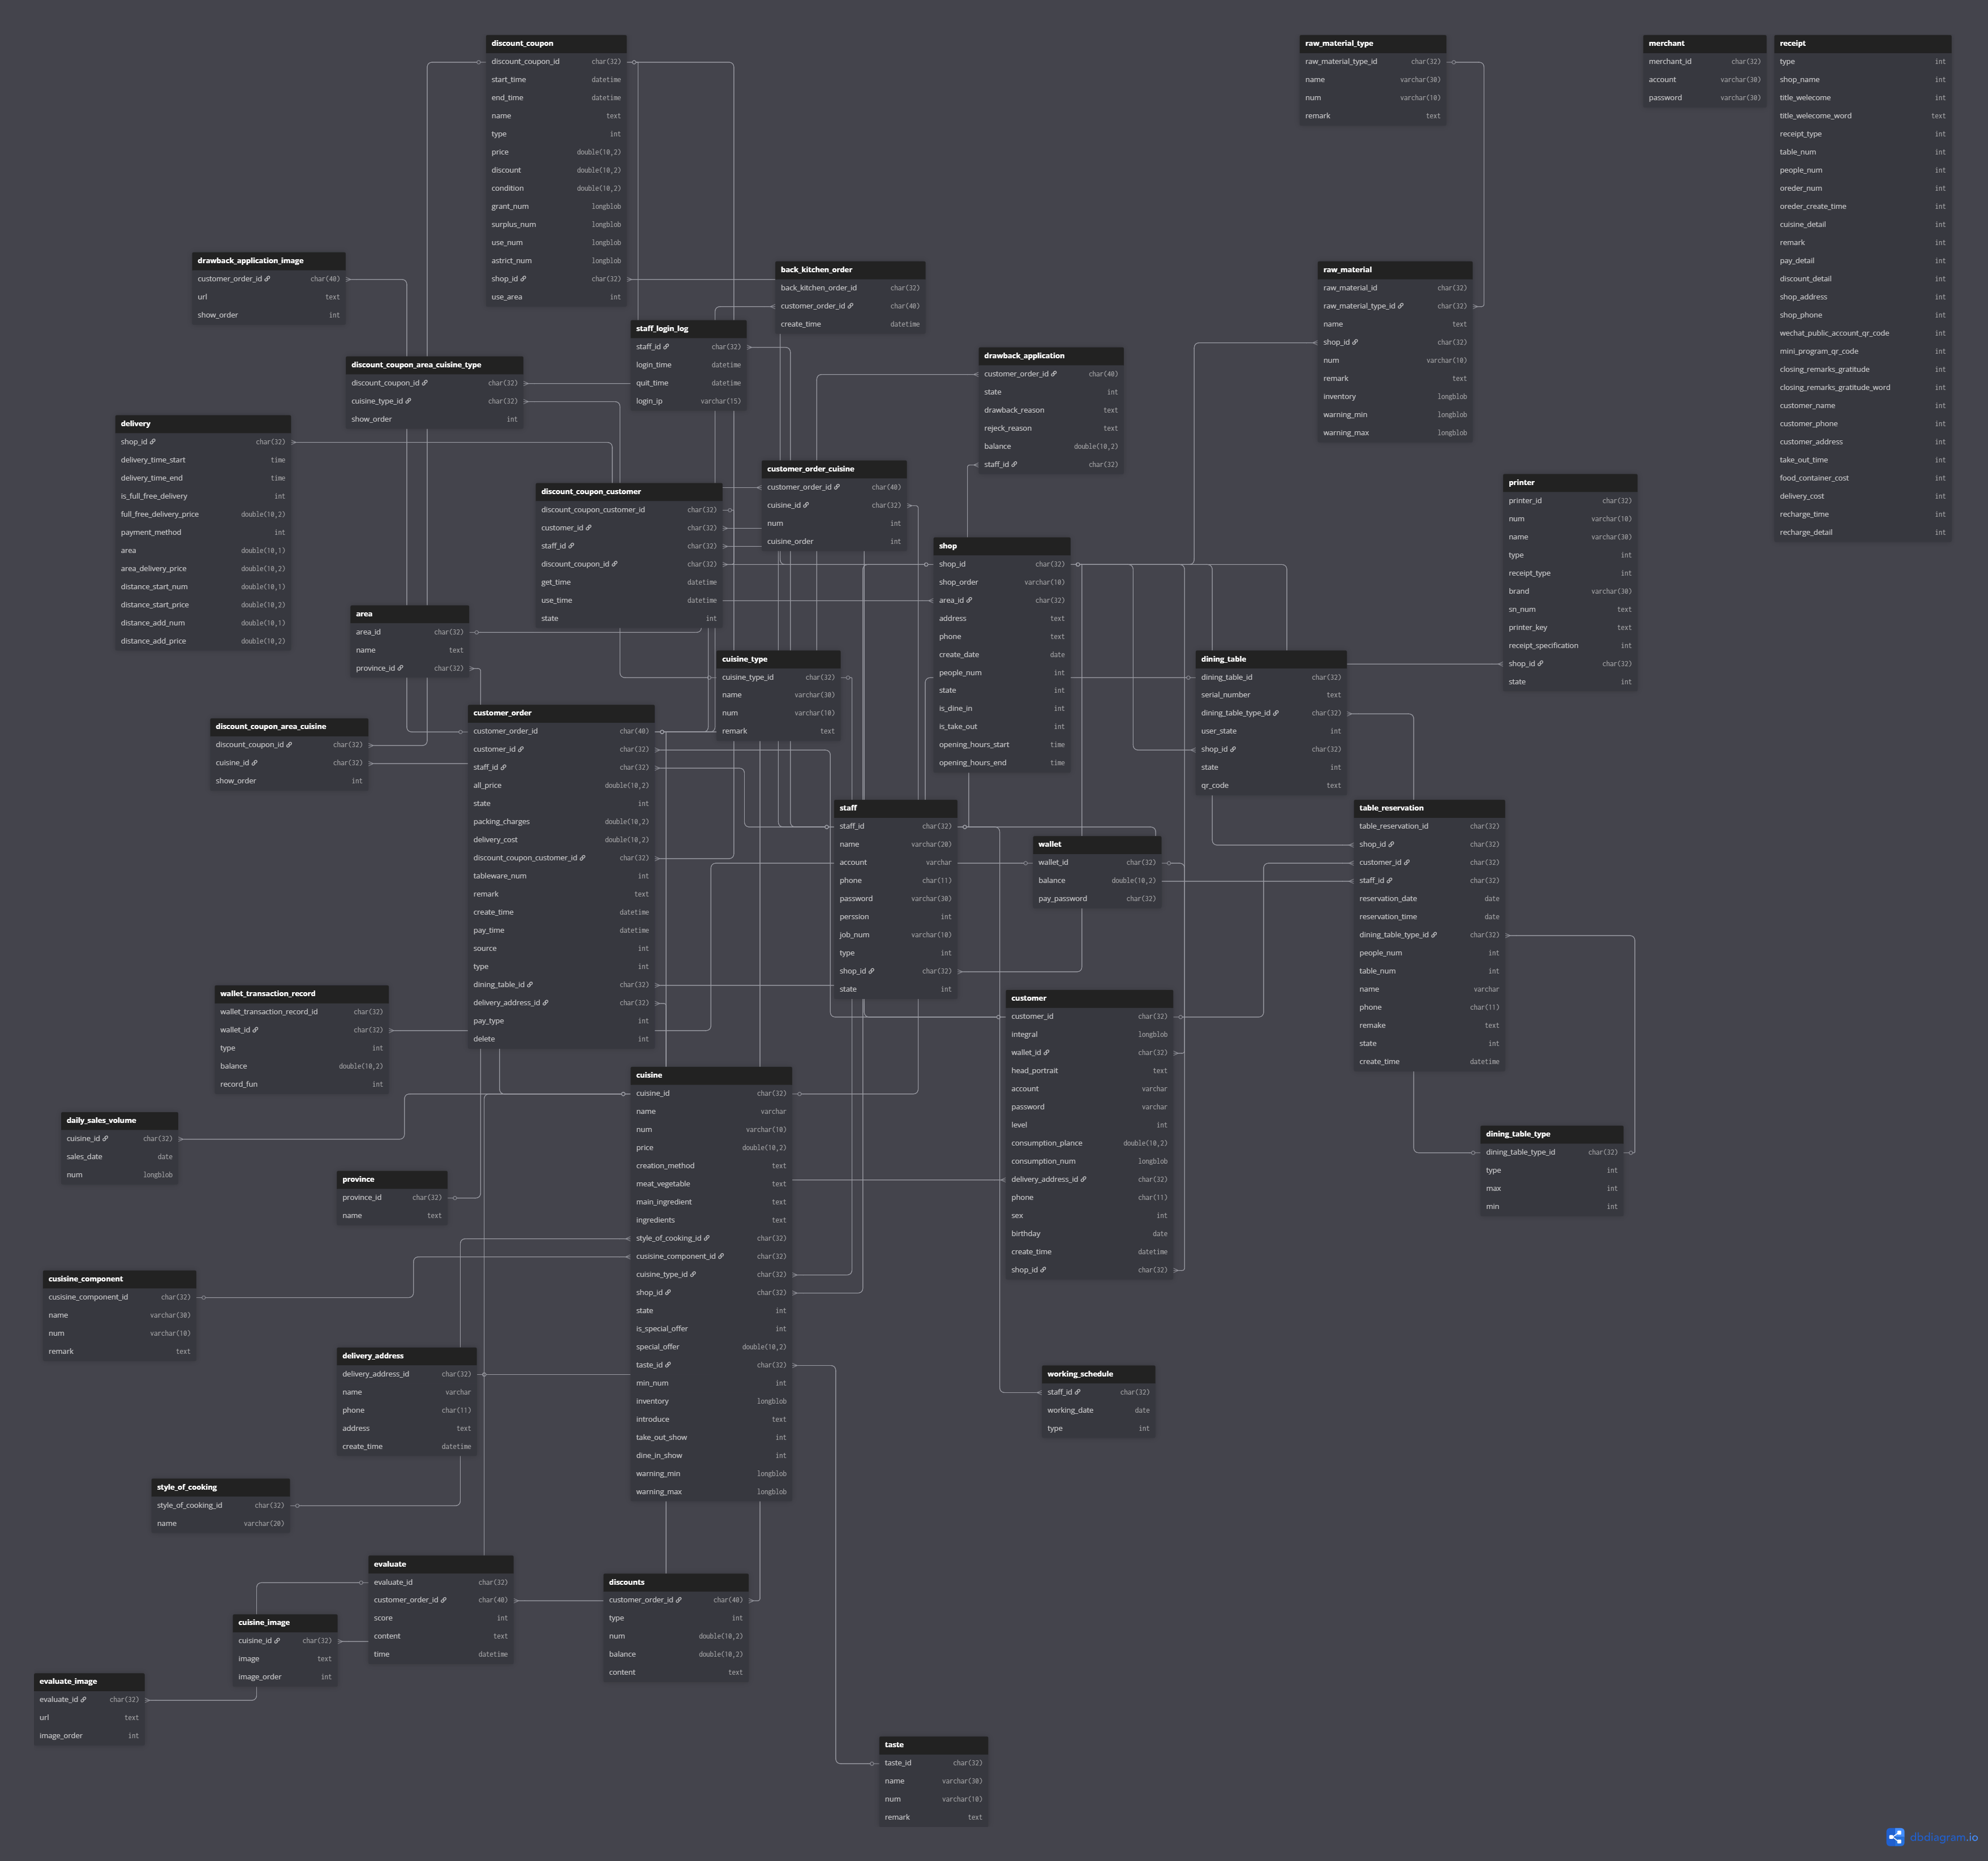 discount_coupon
discount_coupon_id char(32)
start_time datetime
end_time datetime
name text
type int
price double(10,2)
discount double(10,2)
condition double(10,2)
grant_num longblob
surplus_num longblob
use_num longblob
astrict_num longblob
shop_id char(32)
use_area int
raw_material_type
raw_material_type_id char(32)
name varchar(30)
num varchar(10)
remark text
merchant
merchant_id char(32)
account varchar(30)
password varchar(30)
receipt
type int
shop_name int
title_welecome int
title_welecome_word text
receipt_type int
table_num int
people_num int
oreder_num int
oreder_create_time int
cuisine_detail int
remark int
pay_detail int
discount_detail int
shop_address int
shop_phone int
wechat_public_account_qr_code int
mini_program_qr_code int
closing_remarks_gratitude int
closing_remarks_gratitude_word int
customer_name int
customer_phone int
customer_address int
take_out_time int
food_container_cost int
delivery_cost int
recharge_time int
recharge_detail int
drawback_application_image
customer_order_id char(40)
url text
show_order int
back_kitchen_order
back_kitchen_order_id char(32)
customer_order_id char(40)
create_time datetime
raw_material
raw_material_id char(32)
raw_material_type_id char(32)
name text
shop_id char(32)
num varchar(10)
remark text
inventory longblob
warning_min longblob
warning_max longblob
staff_login_log
staff_id char(32)
login_time datetime
quit_time datetime
login_ip varchar(15)
drawback_application
customer_order_id char(40)
state int
drawback_reason text
rejeck_reason text
balance double(10,2)
staff_id char(32)
discount_coupon_area_cuisine_type
discount_coupon_id char(32)
cuisine_type_id char(32)
show_order int
delivery
shop_id char(32)
delivery_time_start time
delivery_time_end time
is_full_free_delivery int
full_free_delivery_price double(10,2)
payment_method int
area double(10,1)
area_delivery_price double(10,2)
distance_start_num double(10,1)
distance_start_price double(10,2)
distance_add_num double(10,1)
distance_add_price double(10,2)
customer_order_cuisine
customer_order_id char(40)
cuisine_id char(32)
num int
cuisine_order int
printer
printer_id char(32)
num varchar(10)
name varchar(30)
type int
receipt_type int
brand varchar(30)
sn_num text
printer_key text
receipt_specification int
shop_id char(32)
state int
discount_coupon_customer
discount_coupon_customer_id char(32)
customer_id char(32)
staff_id char(32)
discount_coupon_id char(32)
get_time datetime
use_time datetime
state int
shop
shop_id char(32)
shop_order varchar(10)
area_id char(32)
address text
phone text
create_date date
people_num int
state int
is_dine_in int
is_take_out int
opening_hours_start time
opening_hours_end time
area
area_id char(32)
name text
province_id char(32)
cuisine_type
cuisine_type_id char(32)
name varchar(30)
num varchar(10)
remark text
dining_table
dining_table_id char(32)
serial_number text
dining_table_type_id char(32)
user_state int
shop_id char(32)
state int
qr_code text
customer_order
customer_order_id char(40)
customer_id char(32)
staff_id char(32)
all_price double(10,2)
state int
packing_charges double(10,2)
delivery_cost double(10,2)
discount_coupon_customer_id char(32)
tableware_num int
remark text
create_time datetime
pay_time datetime
source int
type int
dining_table_id char(32)
delivery_address_id char(32)
pay_type int
delete int
discount_coupon_area_cuisine
discount_coupon_id char(32)
cuisine_id char(32)
show_order int
staff
staff_id char(32)
name varchar(20)
account varchar
phone char(11)
password varchar(30)
perssion int
job_num varchar(10)
type int
shop_id char(32)
state int
table_reservation
table_reservation_id char(32)
shop_id char(32)
customer_id char(32)
staff_id char(32)
reservation_date date
reservation_time date
dining_table_type_id char(32)
people_num int
table_num int
name varchar
phone char(11)
remake text
state int
create_time datetime
wallet
wallet_id char(32)
balance double(10,2)
pay_password char(32)
wallet_transaction_record
wallet_transaction_record_id char(32)
wallet_id char(32)
type int
balance double(10,2)
record_fun int
customer
customer_id char(32)
integral longblob
wallet_id char(32)
head_portrait text
account varchar
password varchar
level int
consumption_plance double(10,2)
consumption_num longblob
delivery_address_id char(32)
phone char(11)
sex int
birthday date
create_time datetime
shop_id char(32)
cuisine
cuisine_id char(32)
name varchar
num varchar(10)
price double(10,2)
creation_method text
meat_vegetable text
main_ingredient text
ingredients text
style_of_cooking_id char(32)
cusisine_component_id char(32)
cuisine_type_id char(32)
shop_id char(32)
state int
is_special_offer int
special_offer double(10,2)
taste_id char(32)
min_num int
inventory longblob
introduce text
take_out_show int
dine_in_show int
warning_min longblob
warning_max longblob
daily_sales_volume
cuisine_id char(32)
sales_date date
num longblob
dining_table_type
dining_table_type_id char(32)
type int
max int
min int
province
province_id char(32)
name text
cusisine_component
cusisine_component_id char(32)
name varchar(30)
num varchar(10)
remark text
delivery_address
delivery_address_id char(32)
name varchar
phone char(11)
address text
create_time datetime
working_schedule
staff_id char(32)
working_date date
type int
style_of_cooking
style_of_cooking_id char(32)
name varchar(20)
evaluate
evaluate_id char(32)
customer_order_id char(40)
score int
content text
time datetime
discounts
customer_order_id char(40)
type int
num double(10,2)
balance double(10,2)
content text
cuisine_image
cuisine_id char(32)
image text
image_order int
evaluate_image
evaluate_id char(32)
url text
image_order int
taste
taste_id char(32)
name varchar(30)
num varchar(10)
remark text
dbdiagram.io